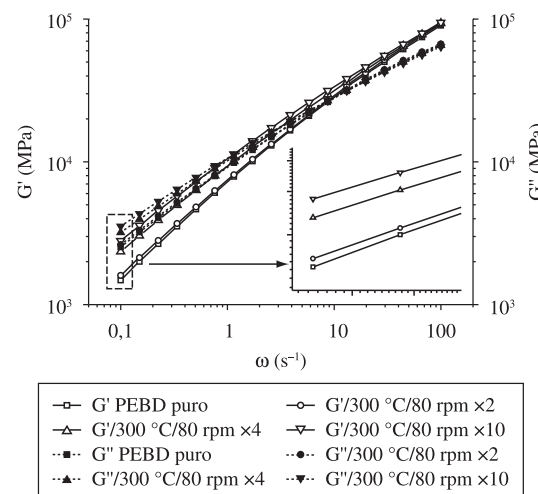 10⁵
10⁵
G' (MPa)
10⁴
10⁴
G" (MPa)
10³
10³
0,1
1
10
100
ω (s⁻¹)
G' PEBD puro
G'/300 °C/80 rpm ×2
G'/300 °C/80 rpm ×4
G'/300 °C/80 rpm ×10
G" PEBD puro
G"/300 °C/80 rpm ×2
G"/300 °C/80 rpm ×4
G"/300 °C/80 rpm ×10